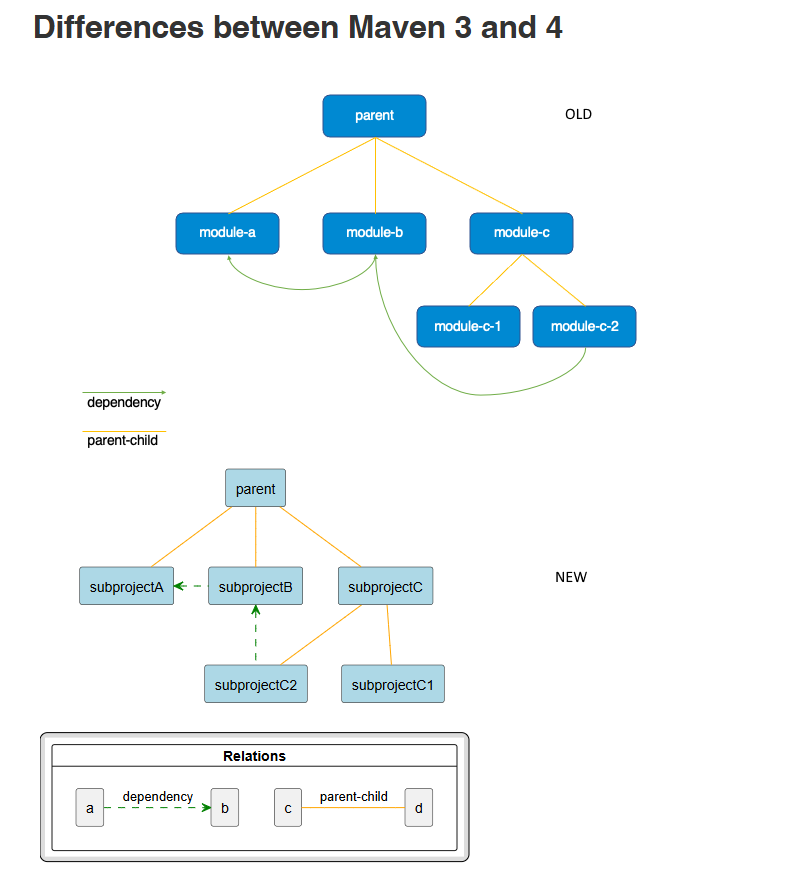 Differences between Maven 3 and 4
parent
OLD
module-a
module-b
module-c
module-c-1
module-c-2
dependency
parent-child
parent
subprojectA
subprojectB
subprojectC
NEW
subprojectC2
subprojectC1
Relations
a
dependency
b
c
parent-child
d